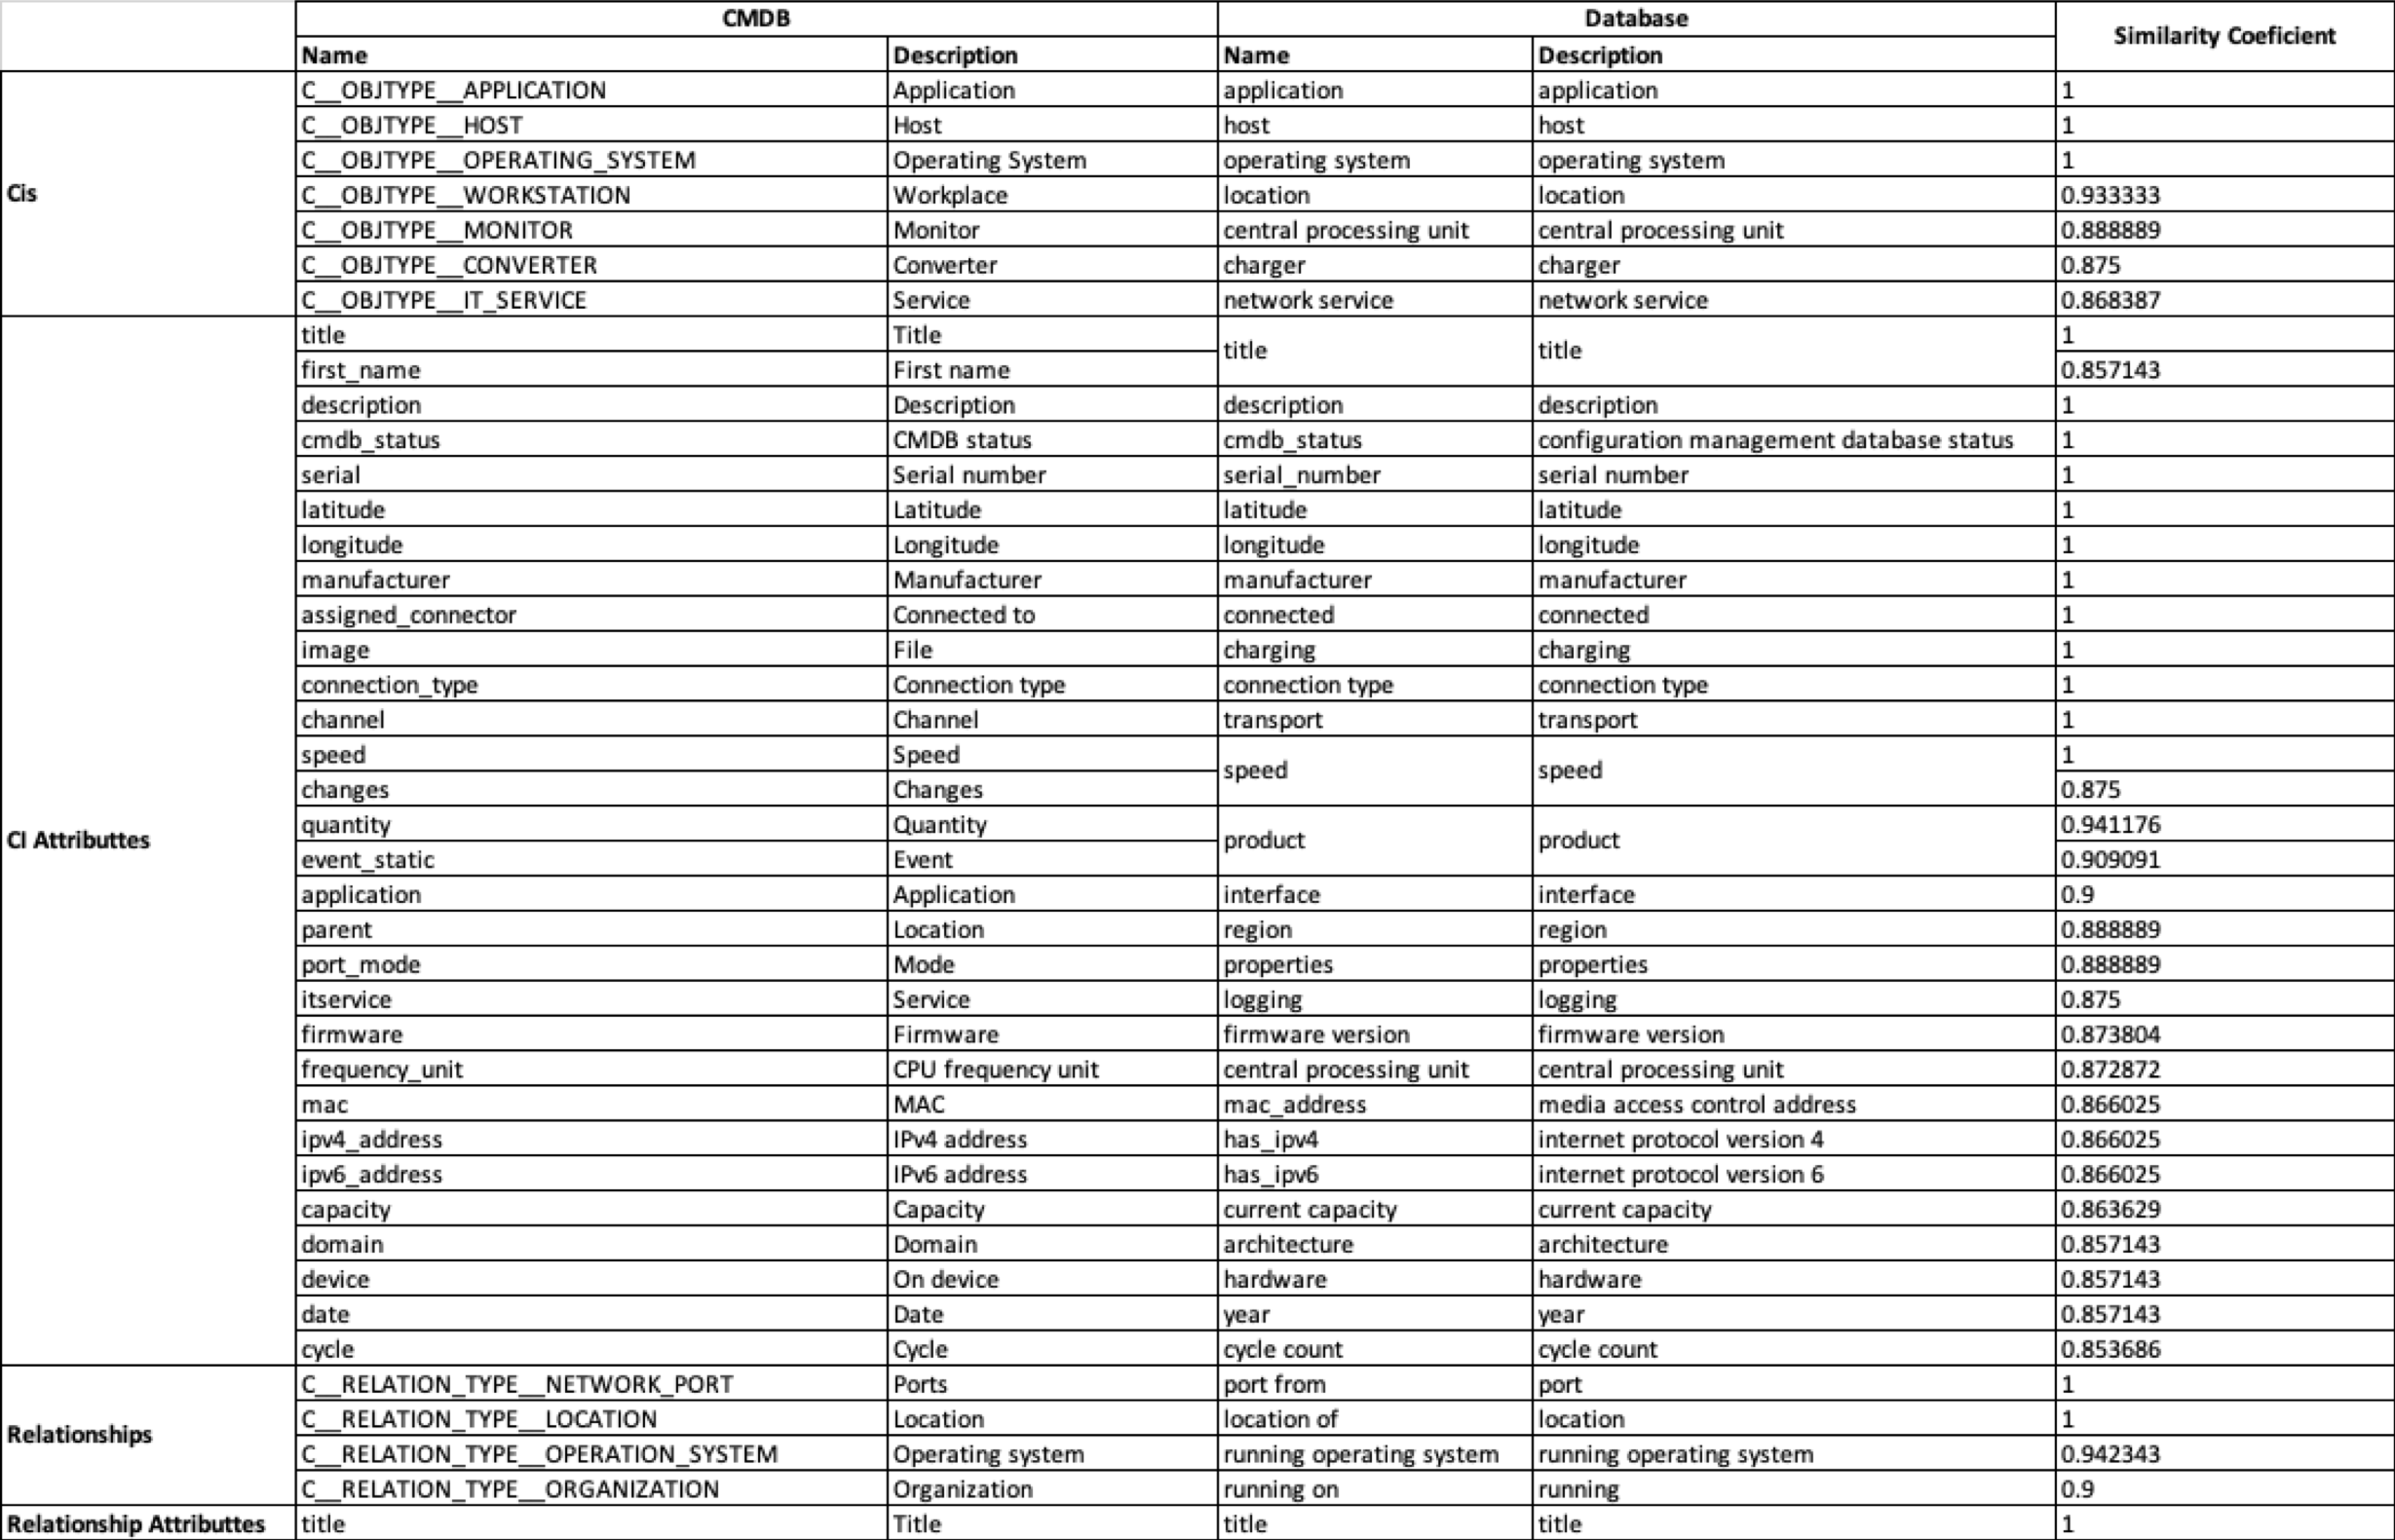 CMDB Database Similarity Coeficient
Name Description Name Description
Cis
C__OBJTYPE__APPLICATION Application application application 1
C__OBJTYPE__HOST Host host host 1
C__OBJTYPE__OPERATING_SYSTEM Operating System operating system operating system 1
C__OBJTYPE__WORKSTATION Workplace location location 0.933333
C__OBJTYPE__MONITOR Monitor central processing unit central processing unit 0.888889
C__OBJTYPE__CONVERTER Converter charger charger 0.875
C__OBJTYPE__IT_SERVICE Service network service network service 0.868387
CI Attributtes
title Title title title 1
first_name First name 0.857143
description Description description description 1
cmdb_status CMDB status cmdb_status configuration management database status 1
serial Serial number serial_number serial number 1
latitude Latitude latitude latitude 1
longitude Longitude longitude longitude 1
manufacturer Manufacturer manufacturer manufacturer 1
assigned_connector Connected to connected connected 1
image File charging charging 1
connection_type Connection type connection type connection type 1
channel Channel transport transport 1
speed Speed speed speed 1
changes Changes 0.875
quantity Quantity product product 0.941176
event_static Event 0.909091
application Application interface interface 0.9
parent Location region region 0.888889
port_mode Mode properties properties 0.888889
itservice Service logging logging 0.875
firmware Firmware firmware version firmware version 0.873804
frequency_unit CPU frequency unit central processing unit central processing unit 0.872872
mac MAC mac_address media access control address 0.866025
ipv4_address IPv4 address has_ipv4 internet protocol version 4 0.866025
ipv6_address IPv6 address has_ipv6 internet protocol version 6 0.866025
capacity Capacity current capacity current capacity 0.863629
domain Domain architecture architecture 0.857143
device On device hardware hardware 0.857143
date Date year year 0.857143
cycle Cycle cycle count cycle count 0.853686
Relationships
C__RELATION_TYPE__NETWORK_PORT Ports port from port 1
C__RELATION_TYPE__LOCATION Location location of location 1
C__RELATION_TYPE__OPERATION_SYSTEM Operating system running operating system running operating system 0.942343
C__RELATION_TYPE__ORGANIZATION Organization running on running 0.9
Relationship Attributtes title Title title title 1